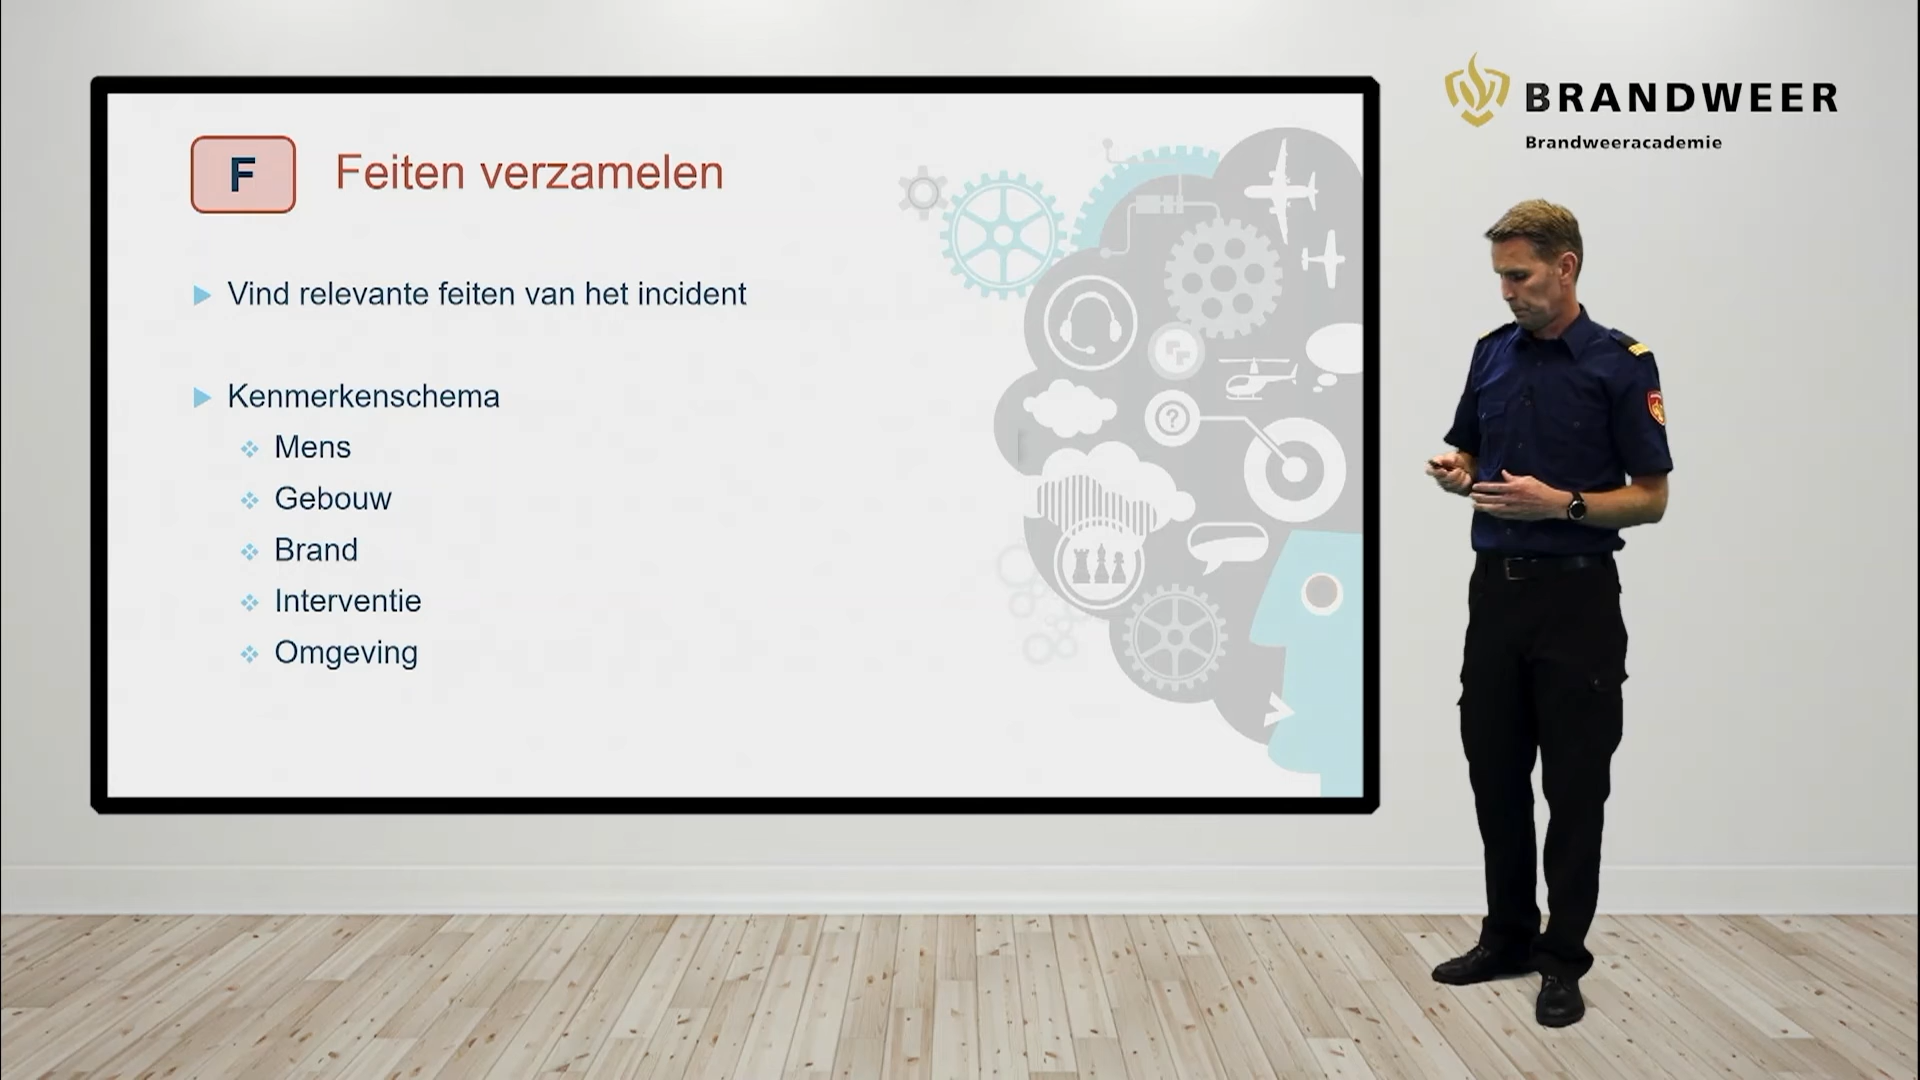 BRANDWEER
Brandweeracademie
F
Feiten verzamelen
Vind relevante feiten van het incident
Kenmerkenschema
Mens
Gebouw
Brand
Interventie
Omgeving
?